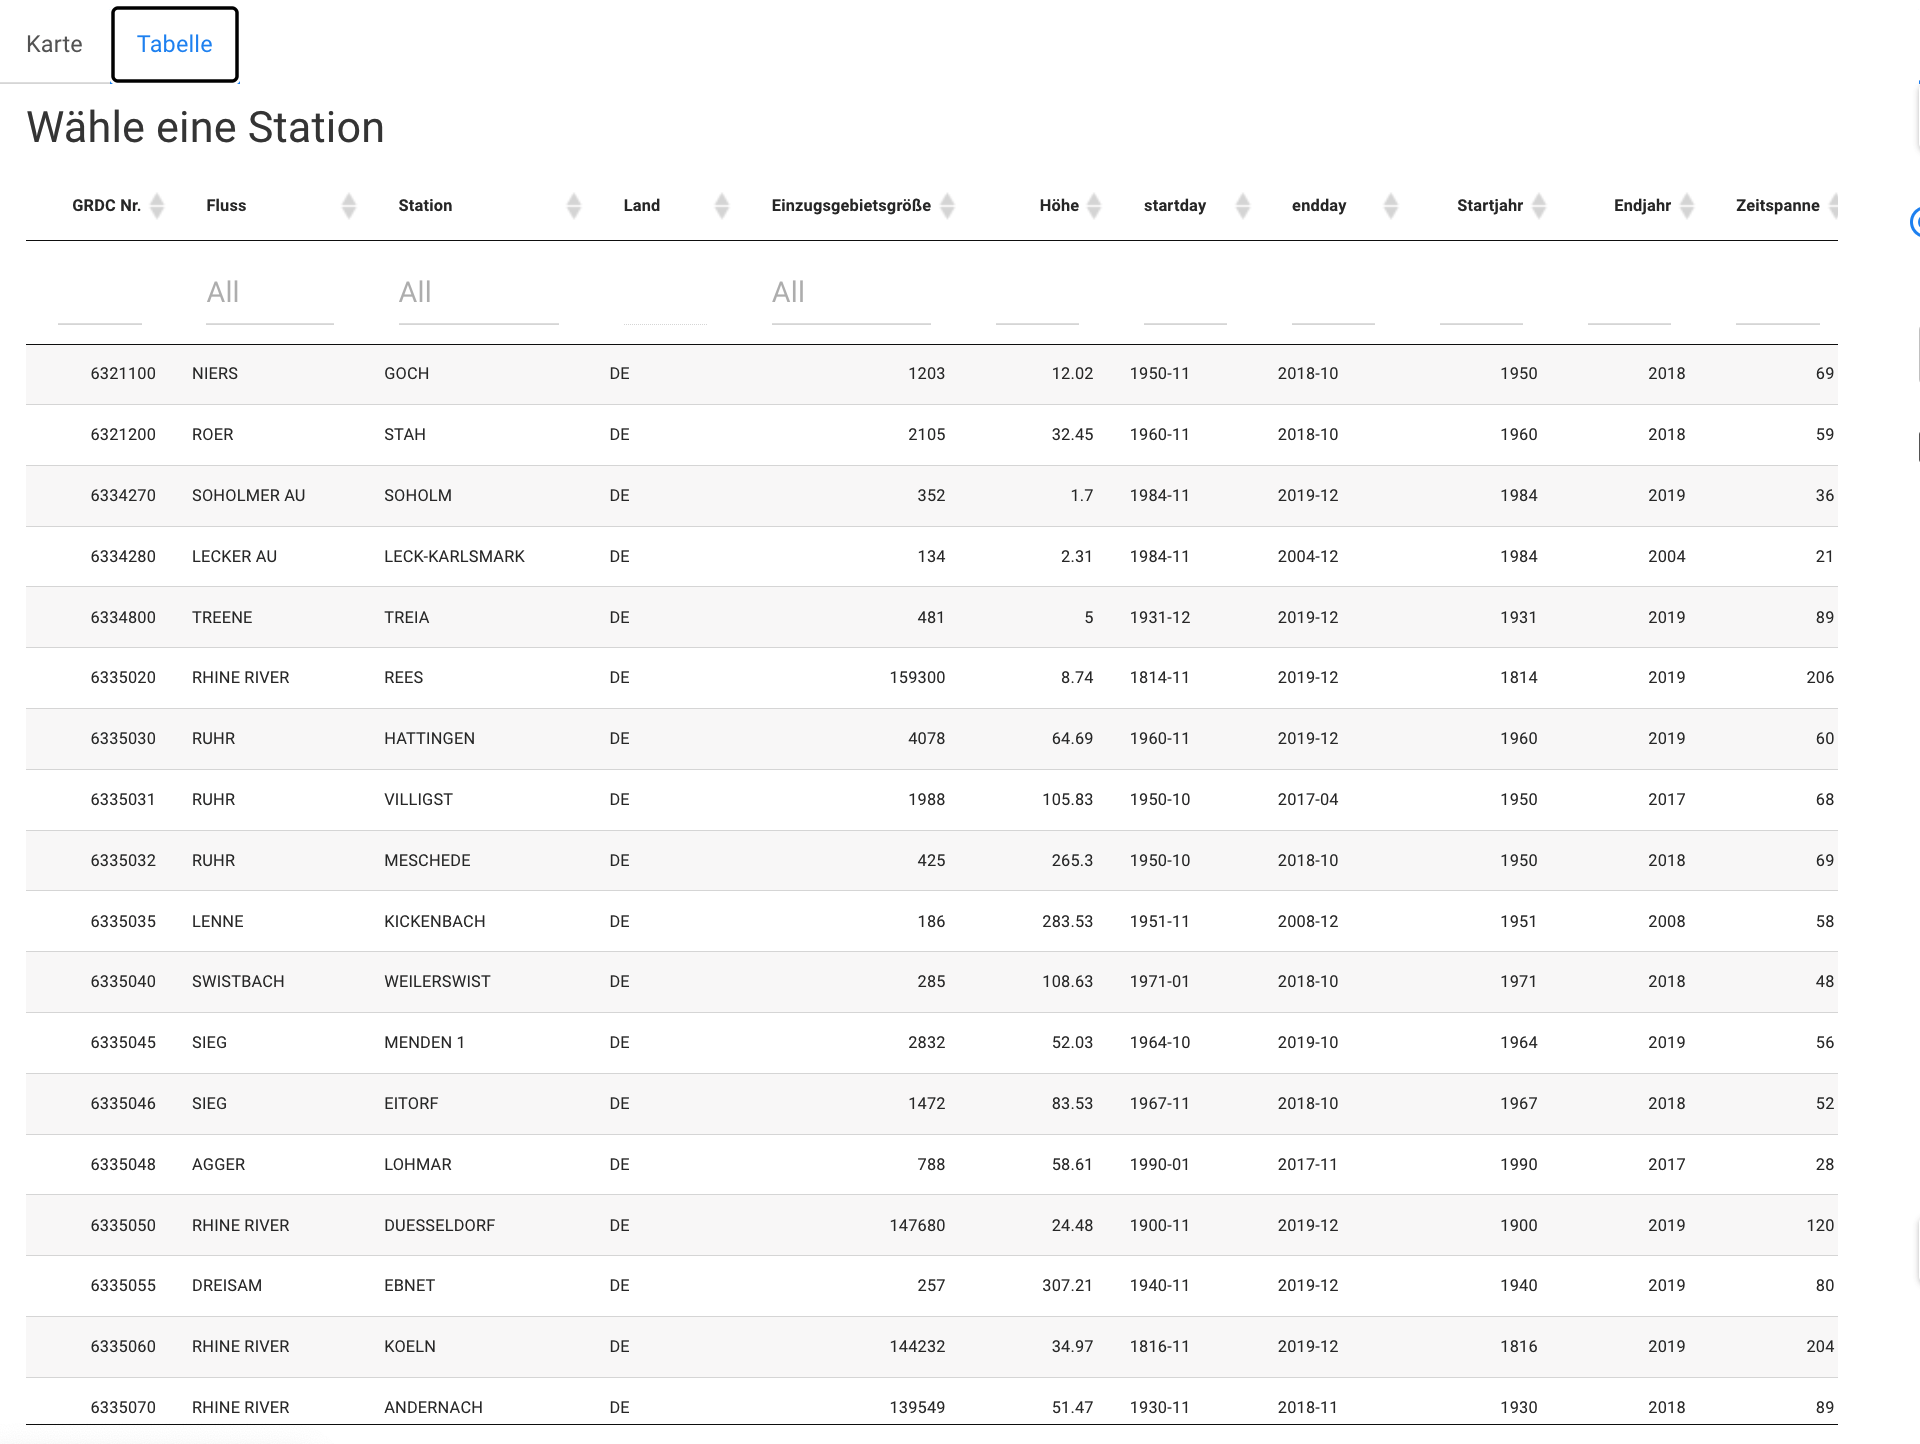 Karte Tabelle
Wähle eine Station
GRDC Nr. Fluss Station Land Einzugsgebietsgröße Höhe startday endday Startjahr Endjahr Zeitspanne
All All All
6321100 NIERS GOCH DE 1203 12.02 1950-11 2018-10 1950 2018 69
6321200 ROER STAH DE 2105 32.45 1960-11 2018-10 1960 2018 59
6334270 SOHOLMER AU SOHOLM DE 352 1.7 1984-11 2019-12 1984 2019 36
6334280 LECKER AU LECK-KARLSMARK DE 134 2.31 1984-11 2004-12 1984 2004 21
6334800 TREENE TREIA DE 481 5 1931-12 2019-12 1931 2019 89
6335020 RHINE RIVER REES DE 159300 8.74 1814-11 2019-12 1814 2019 206
6335030 RUHR HATTINGEN DE 4078 64.69 1960-11 2019-12 1960 2019 60
6335031 RUHR VILLIGST DE 1988 105.83 1950-10 2017-04 1950 2017 68
6335032 RUHR MESCHEDE DE 425 265.3 1950-10 2018-10 1950 2018 69
6335035 LENNE KICKENBACH DE 186 283.53 1951-11 2008-12 1951 2008 58
6335040 SWISTBACH WEILERSWIST DE 285 108.63 1971-01 2018-10 1971 2018 48
6335045 SIEG MENDEN 1 DE 2832 52.03 1964-10 2019-10 1964 2019 56
6335046 SIEG EITORF DE 1472 83.53 1967-11 2018-10 1967 2018 52
6335048 AGGER LOHMAR DE 788 58.61 1990-01 2017-11 1990 2017 28
6335050 RHINE RIVER DUESSELDORF DE 147680 24.48 1900-11 2019-12 1900 2019 120
6335055 DREISAM EBNET DE 257 307.21 1940-11 2019-12 1940 2019 80
6335060 RHINE RIVER KOELN DE 144232 34.97 1816-11 2019-12 1816 2019 204
6335070 RHINE RIVER ANDERNACH DE 139549 51.47 1930-11 2018-11 1930 2018 89